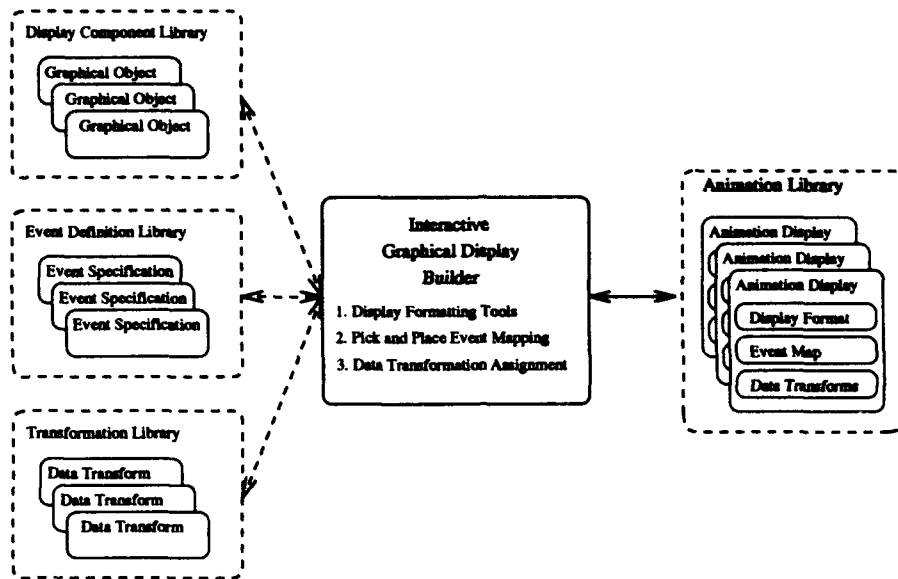 Display Component Library
Graphical Object
Graphical Object
Graphical Object
Event Definition Library
Event Specification
Event Specification
Event Specification
Transformation Library
Data Transform
Data Transform
Data Transform
Interactive
Graphical Display
Builder
1. Display Formatting Tools
2. Pick and Place Event Mapping
3. Data Transformation Assignment
Animation Library
Animation Display
Animation Display
Animation Display
Display Format
Event Map
Data Transforms